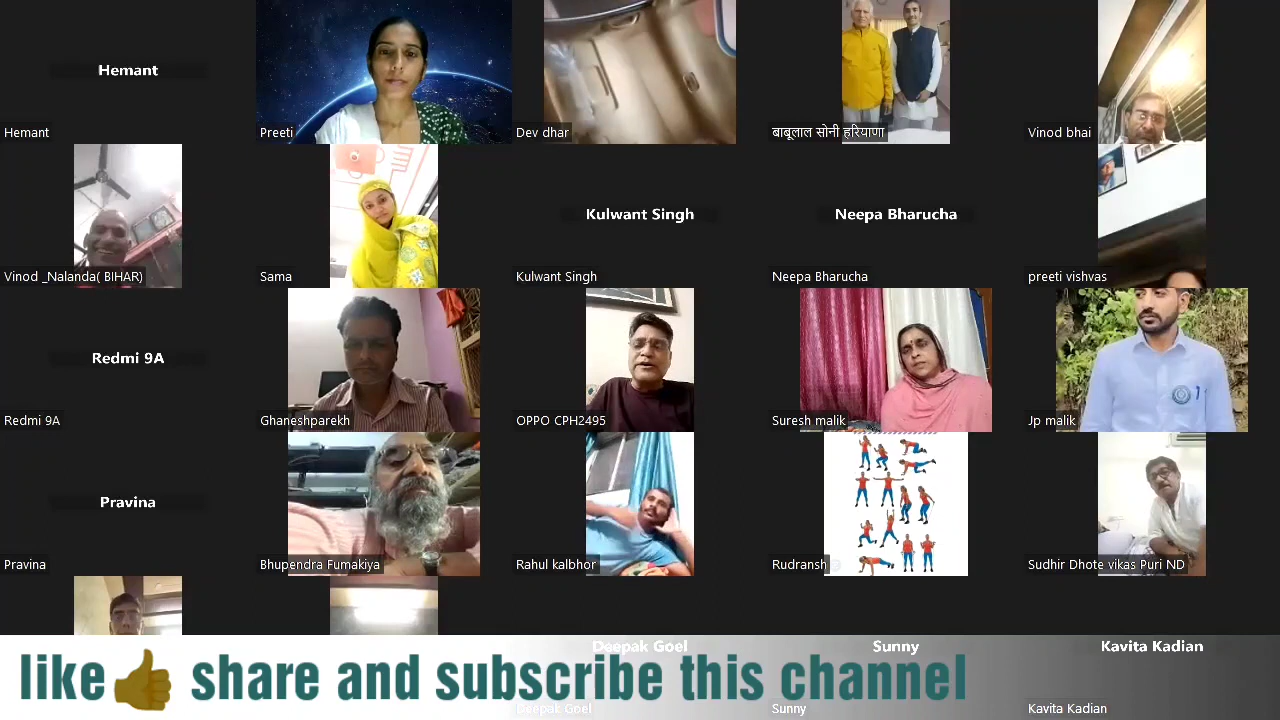 Hemant
Hemant
Preeti
Dev dhar
बाबूलाल सोनी हरियाणा
Vinod bhai
Vinod _Nalanda( BIHAR)
Sama
Kulwant Singh
Kulwant Singh
Neepa Bharucha
Neepa Bharucha
preeti vishvas
Redmi 9A
Redmi 9A
Ghaneshparekh
OPPO CPH2495
Suresh malik
Jp malik
Pravina
Pravina
Bhupendra Fumakiya
Rahul kalbhor
Rudransh
Sudhir Dhote vikas Puri ND
Deepak Goel
Sunny
Kavita Kadian
like share and subscribe this channel
Deepak Goel
Sunny
Kavita Kadian